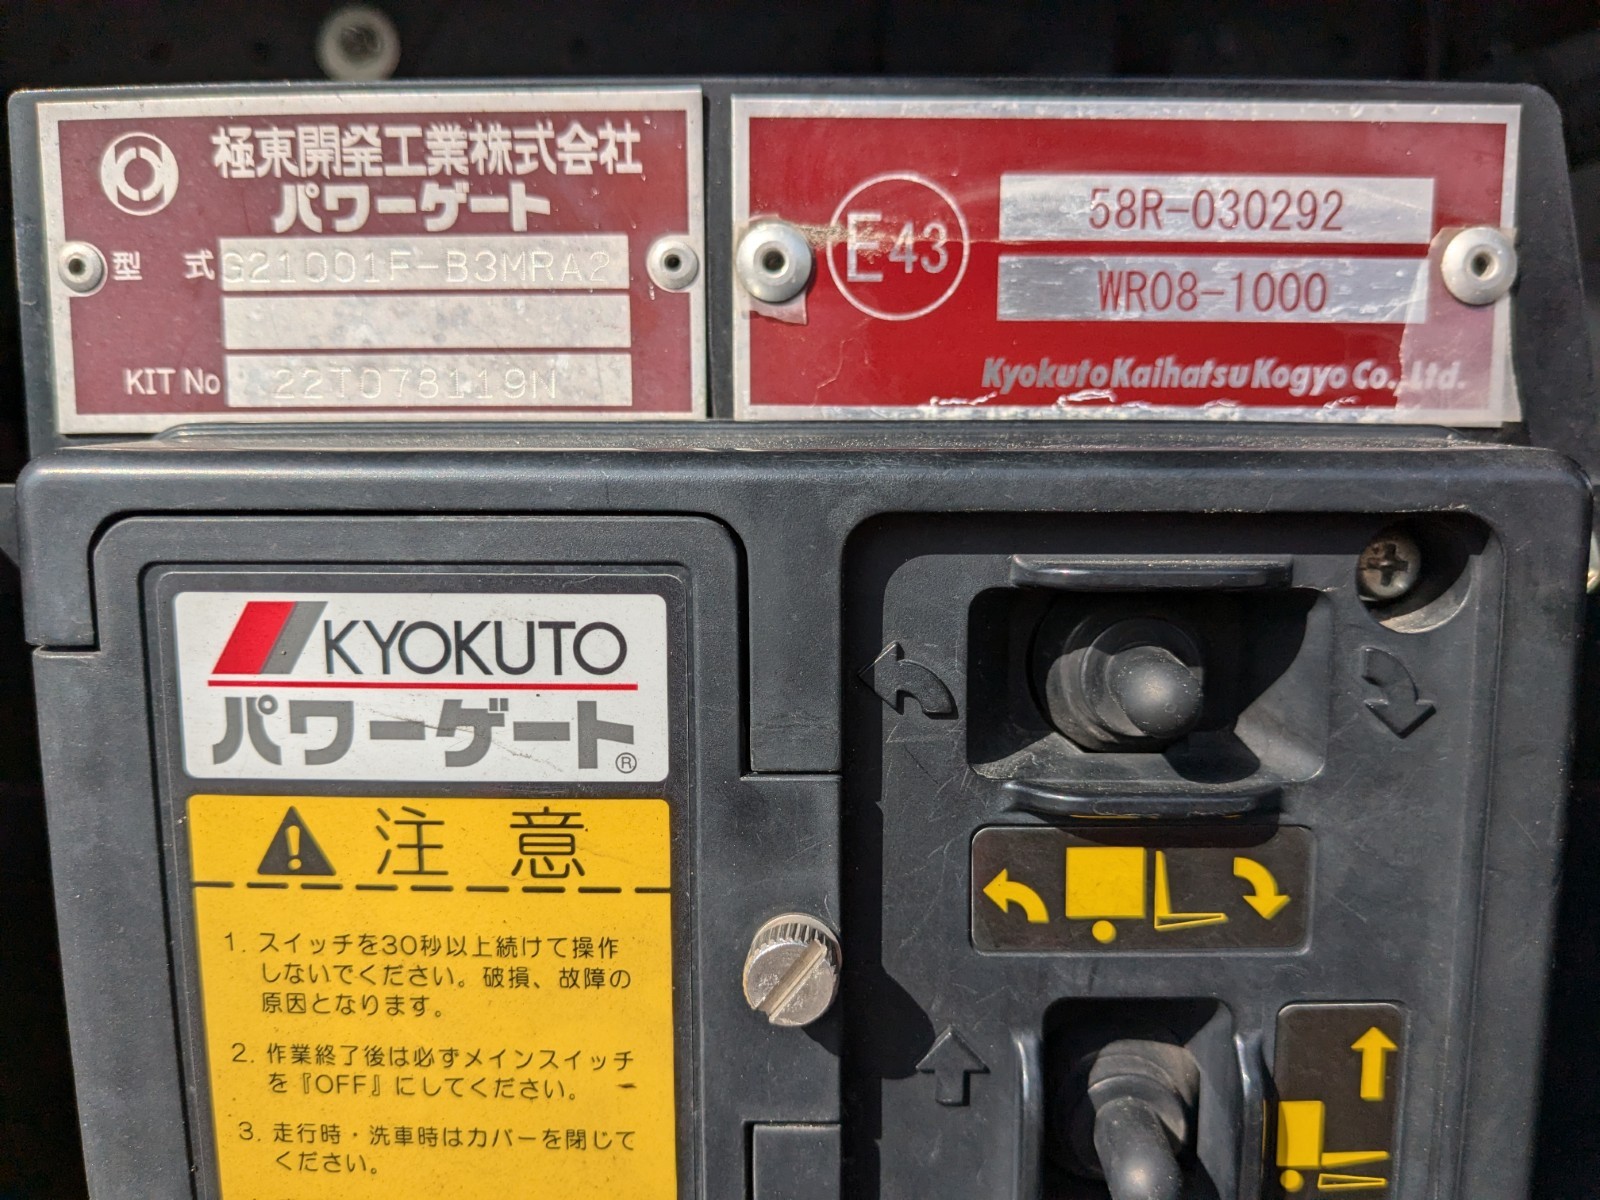 極東開発工業株式会社
パワーゲート
型 式 G21001F-B3MRA2
KIT No 22T078119N
E43
58R-030292
WR08-1000
Kyokuto Kaihatsu Kogyo Co., Ltd.
KYOKUTO
パワーゲート®
注 意
1. スイッチを30秒以上続けて操作
しないでください。破損、故障の
原因となります。
2. 作業終了後は必ずメインスイッチ
を『OFF』にしてください。
3. 走行時・洗車時はカバーを閉じて
ください。